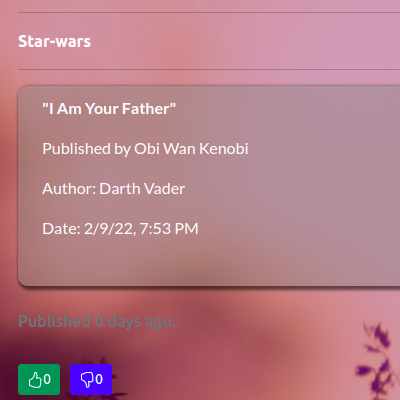 Star-wars
"I Am Your Father"
Published by Obi Wan Kenobi
Author: Darth Vader
Date: 2/9/22, 7:53 PM
Published 0 days ago.
0 0